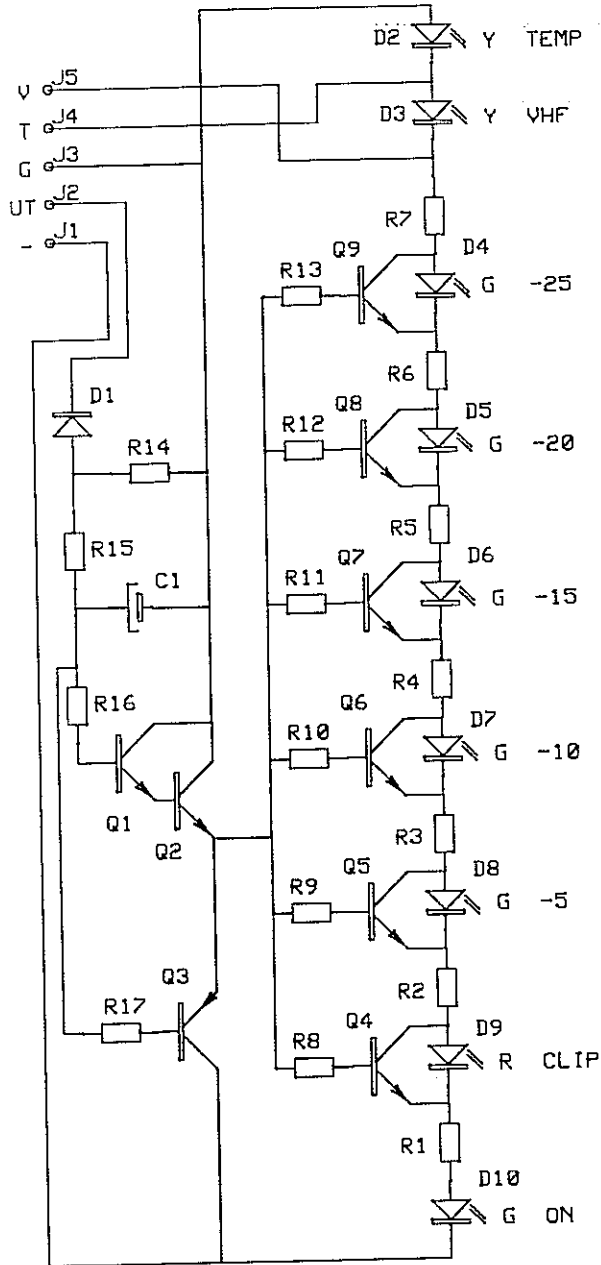 D2 Y TEMP
V J5
D3 Y VHF
T J4
G J3
UT J2
- J1
R7
Q9 D4
R13 G -25
R6
D1
Q8 D5
R12 G -20
R14
R5
R15
Q7 D6
C1
R11 G -15
R4
R16
Q6 D7
R10 G -10
Q1
R3
Q2
Q5 D8
R9 G -5
Q3
R2
R17
Q4 D9
R8 R CLIP
R1
D10
G ON